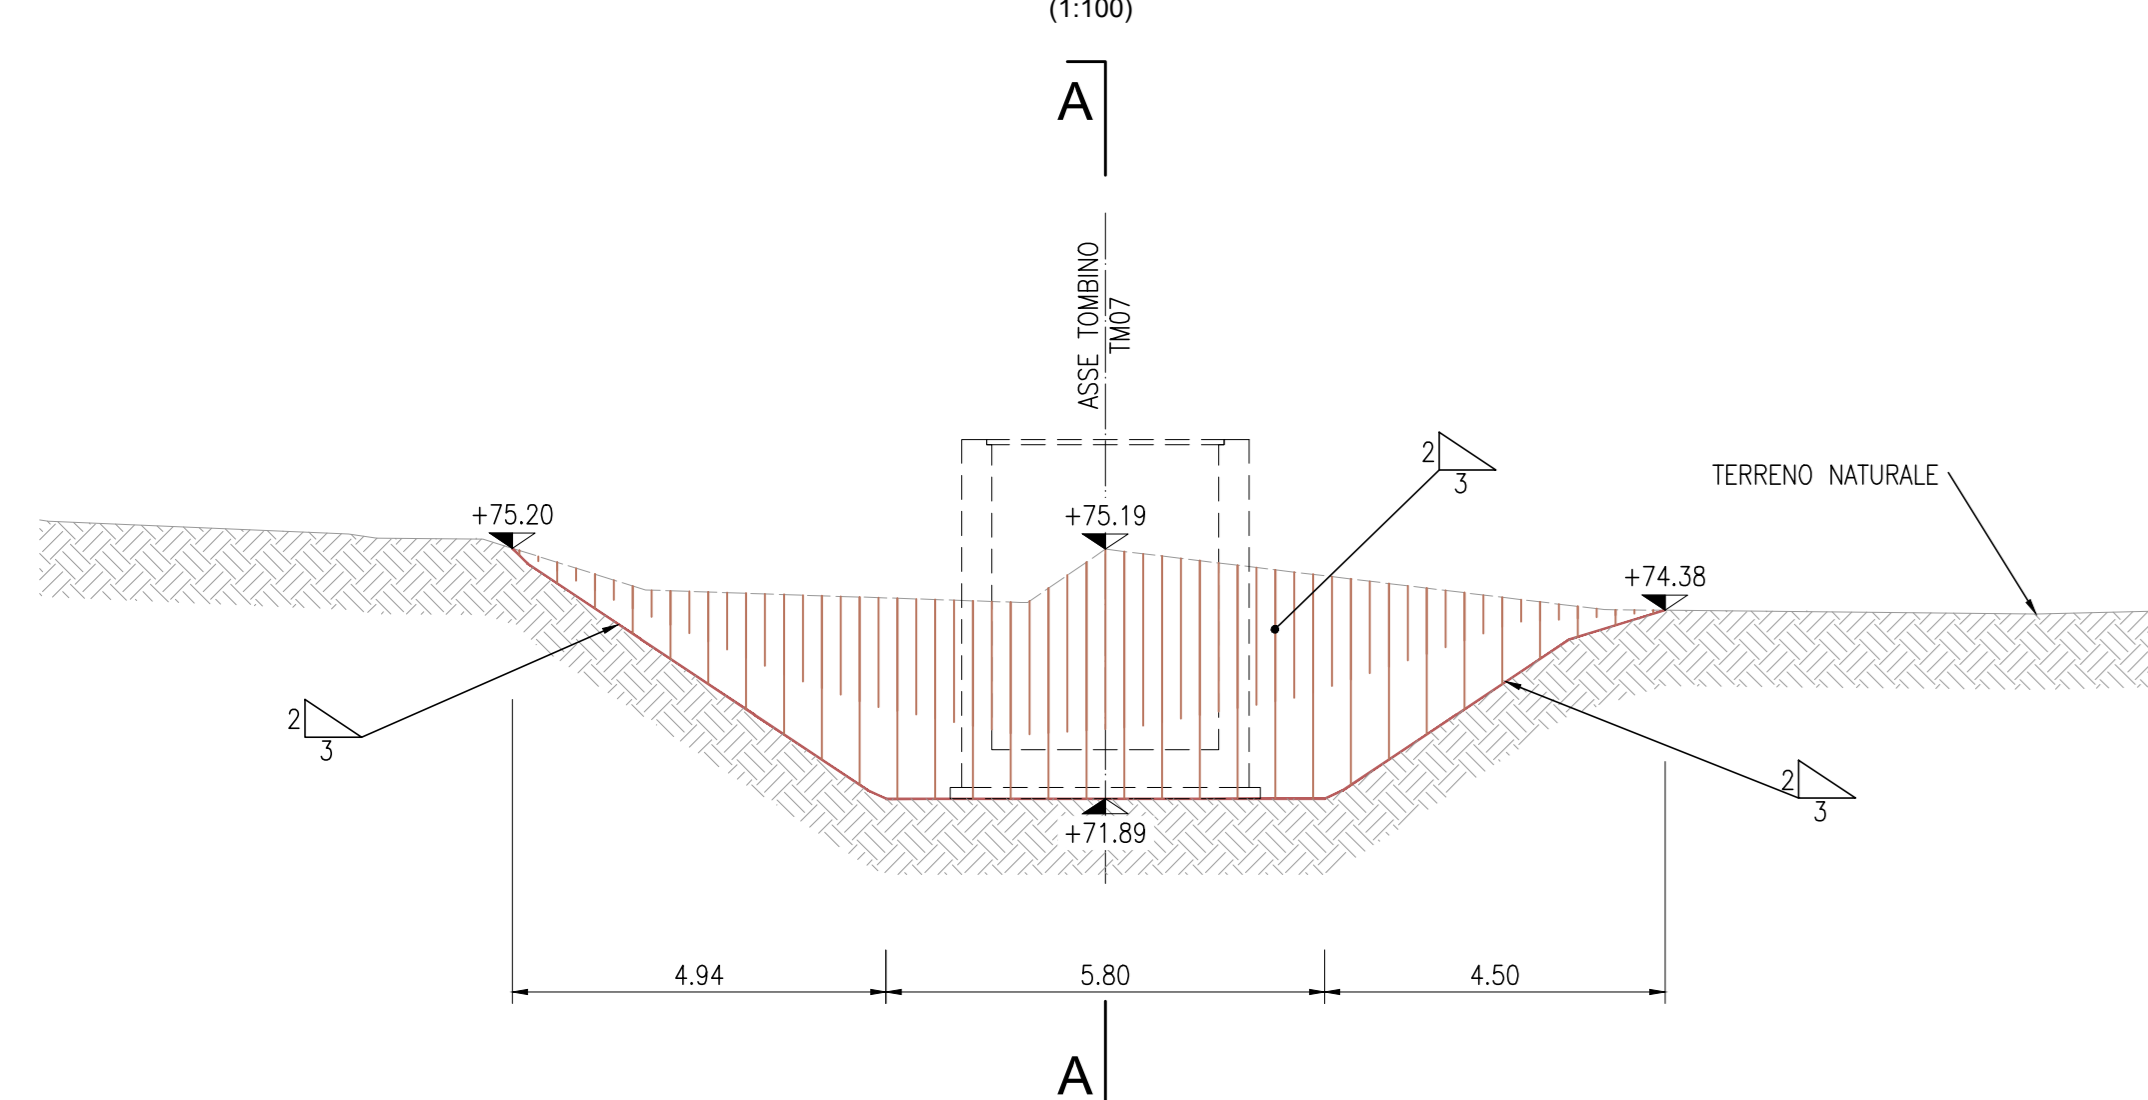 (1:100)
A
ASSE TOMBINO
TM07
2
3
TERRENO NATURALE
+75.20
+75.19
+74.38
2
3
2
3
+71.89
4.94
5.80
4.50
A